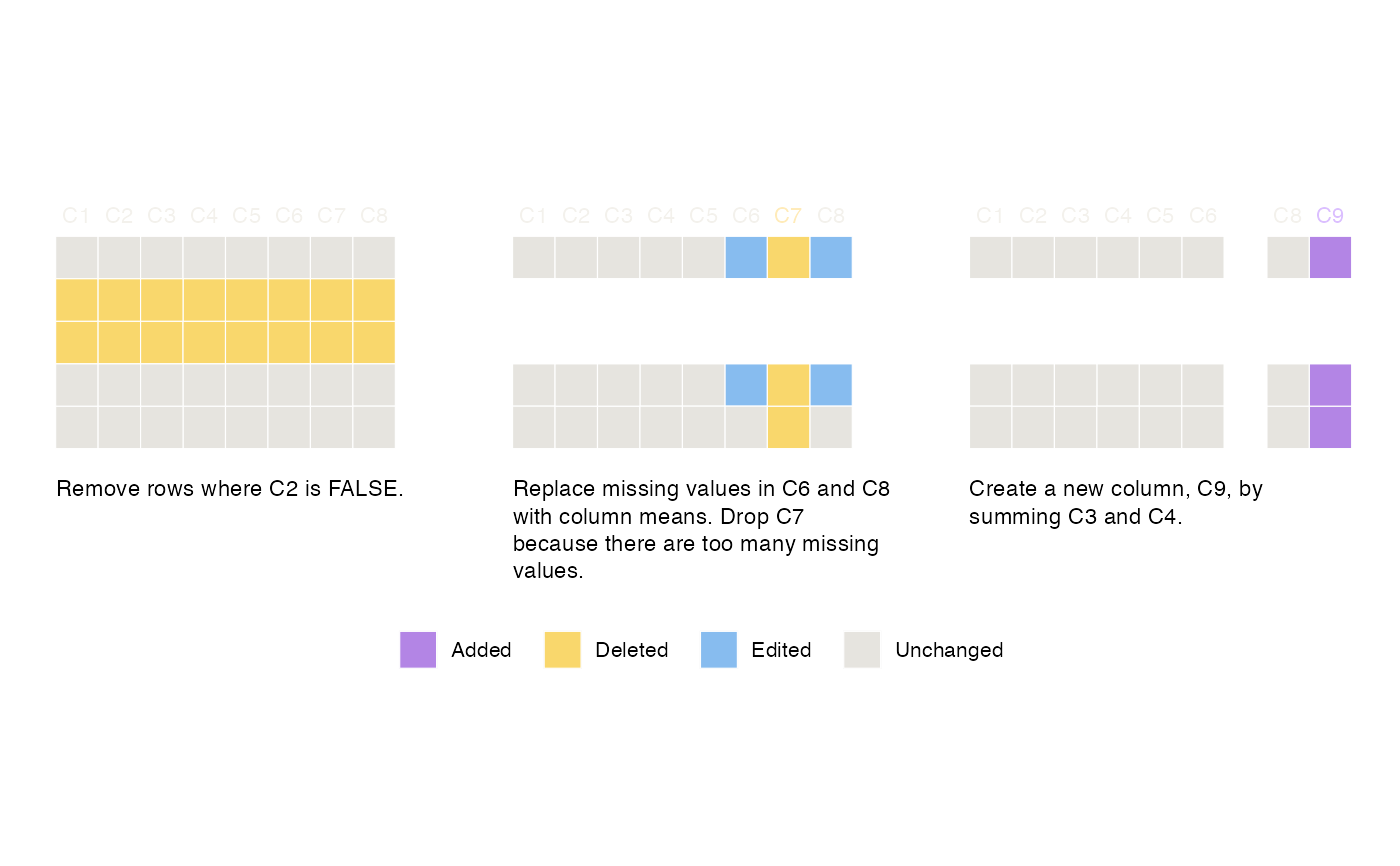 C1 C2 C3 C4 C5 C6 C7 C8
Remove rows where C2 is FALSE.
C1 C2 C3 C4 C5 C6 C7 C8
Replace missing values in C6 and C8
with column means. Drop C7
because there are too many missing
values.
C1 C2 C3 C4 C5 C6 C8 C9
Create a new column, C9, by
summing C3 and C4.
Added Deleted Edited Unchanged